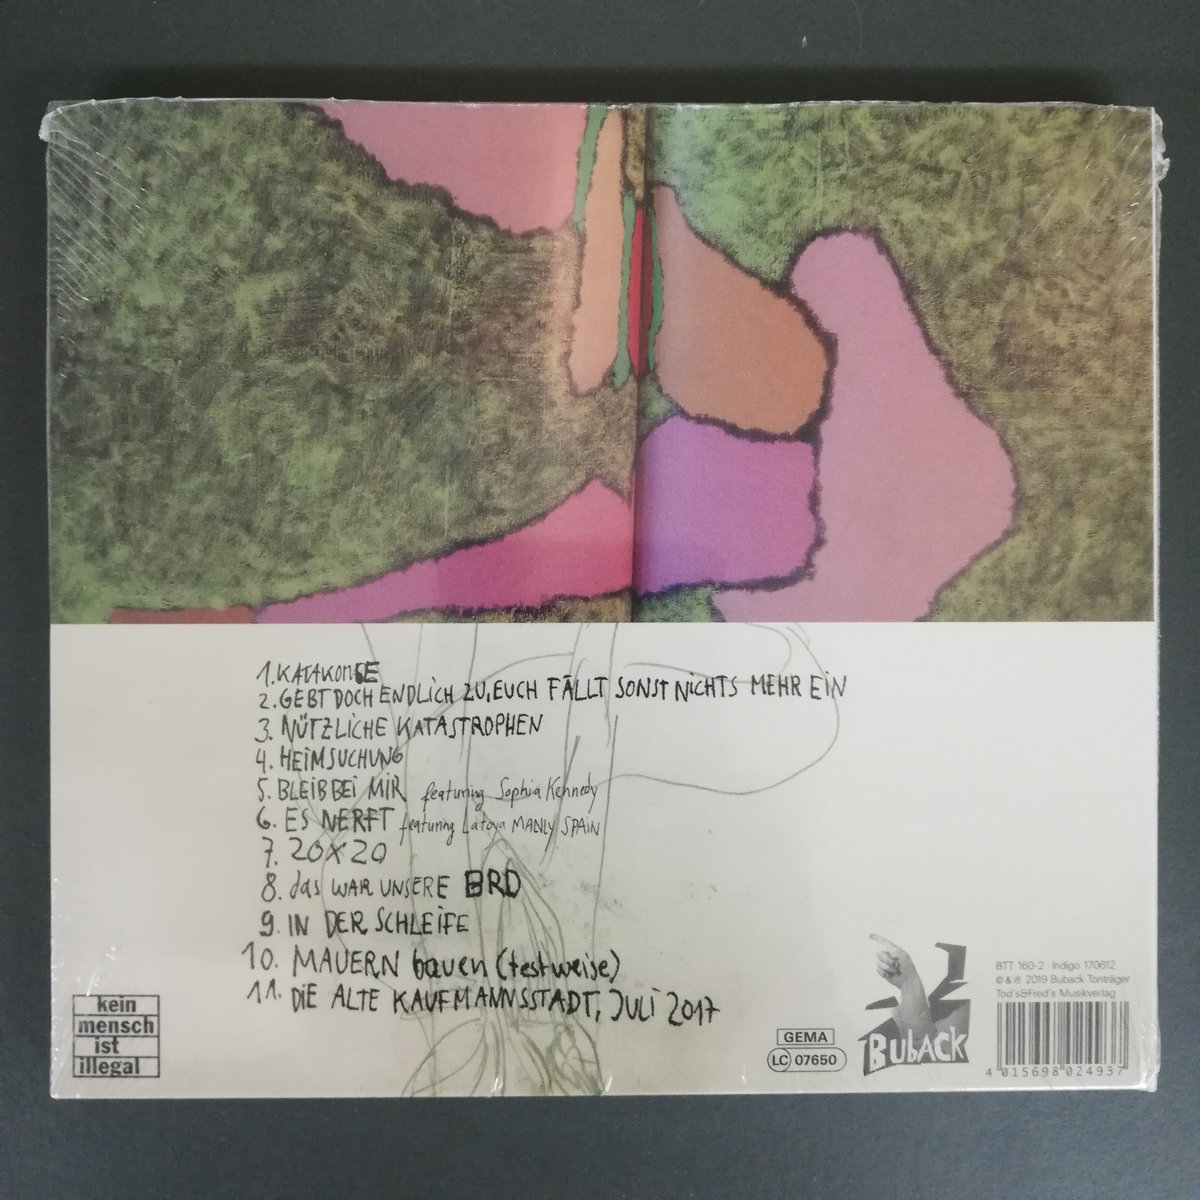 1. KATAKOMBE
2. GEBT DOCH ENDLICH ZU, EUCH FÄLLT SONST NICHTS MEHR EIN
3. NÜTZLICHE KATASTROPHEN
4. HEIMSUCHUNG
5. BLEIB BEI MIR featuring Sophia Kennedy
6. ES NERFT featuring Latoya MANLY SPAIN
7. 20X20
8. das WAR UNSERE BRD
9. IN DER SCHLEIFE
10. MAUERN bauen (testweise)
11. DIE ALTE KAUFMANNSSTADT, JULI 2017
kein
mensch
ist
illegal
GEMA
LC 07650
BUbACK
BTT 160-2 · Indigo 170612
© & ℗ 2019 Buback Tonträger
Tod's&Fred's Musikverlag
4 015698 024937